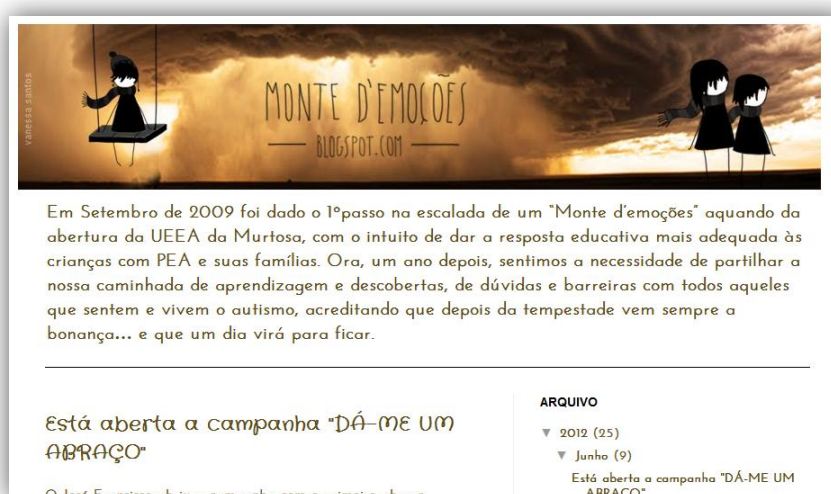 vanessa santos
MONTE D'EMOÇÕES
BLOGSPOT.COM
Em Setembro de 2009 foi dado o 1ºpasso na escalada de um "Monte d'emoções" aquando da
abertura da UEEA da Murtosa, com o intuito de dar a resposta educativa mais adequada às
crianças com PEA e suas famílias. Ora, um ano depois, sentimos a necessidade de partilhar a
nossa caminhada de aprendizagem e descobertas, de dúvidas e barreiras com todos aqueles
que sentem e vivem o autismo, acreditando que depois da tempestade vem sempre a
bonança... e que um dia virá para ficar.
Está aberta a campanha "DÁ-ME UM
ABRAÇO"
ARQUIVO
▼ 2012 (25)
▼ Junho (9)
Está aberta a campanha "DÁ-ME UM
ABRAÇO"